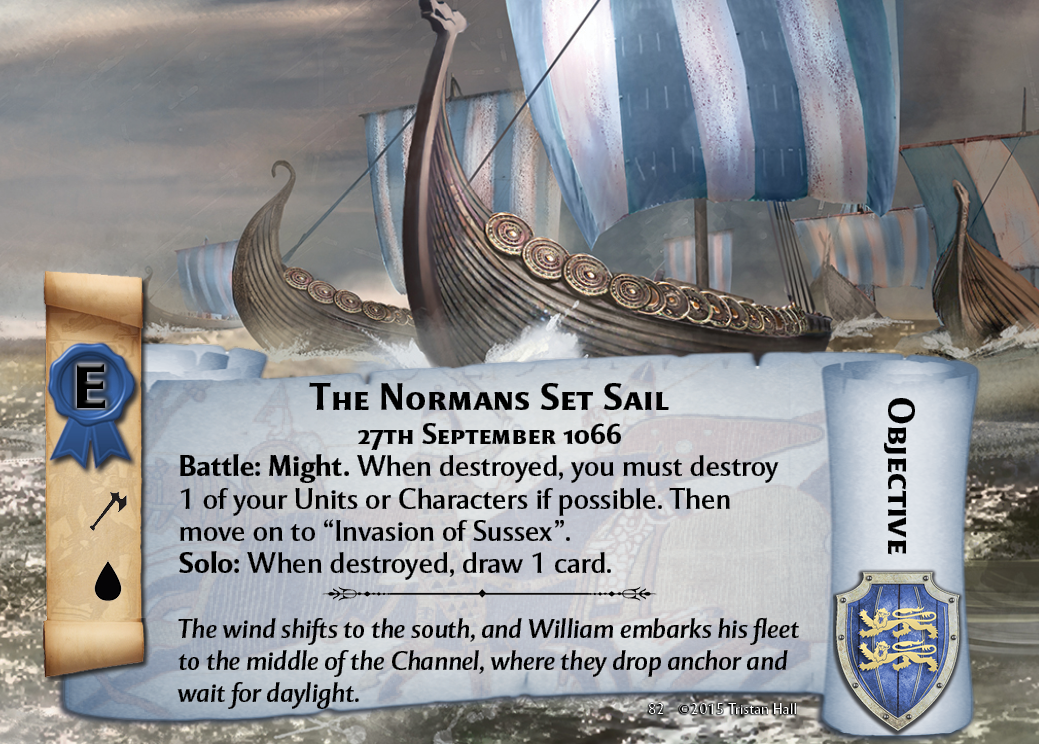 E
The Normans Set Sail
27th September 1066
Battle: Might. When destroyed, you must destroy
1 of your Units or Characters if possible. Then
move on to “Invasion of Sussex”.
Solo: When destroyed, draw 1 card.
The wind shifts to the south, and William embarks his fleet
to the middle of the Channel, where they drop anchor and
wait for daylight.
82 ©2015 Tristan Hall
Objective